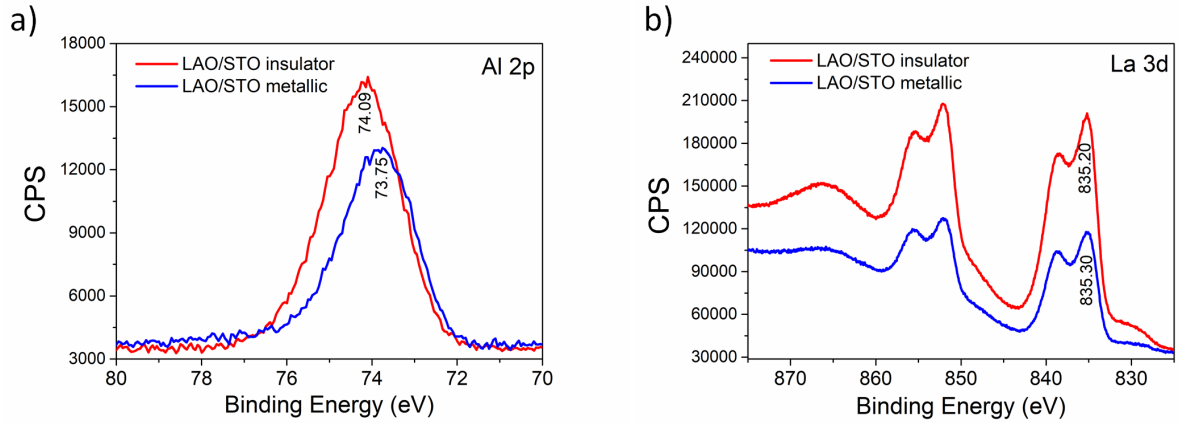 a)
18000
15000
12000
9000
6000
3000
CPS
LAO/STO insulator
LAO/STO metallic
Al 2p
74.09
73.75
80 78 76 74 72 70
Binding Energy (eV)
b)
240000
210000
180000
150000
120000
90000
60000
30000
CPS
LAO/STO insulator
LAO/STO metallic
La 3d
835.20
835.30
870 860 850 840 830
Binding Energy (eV)